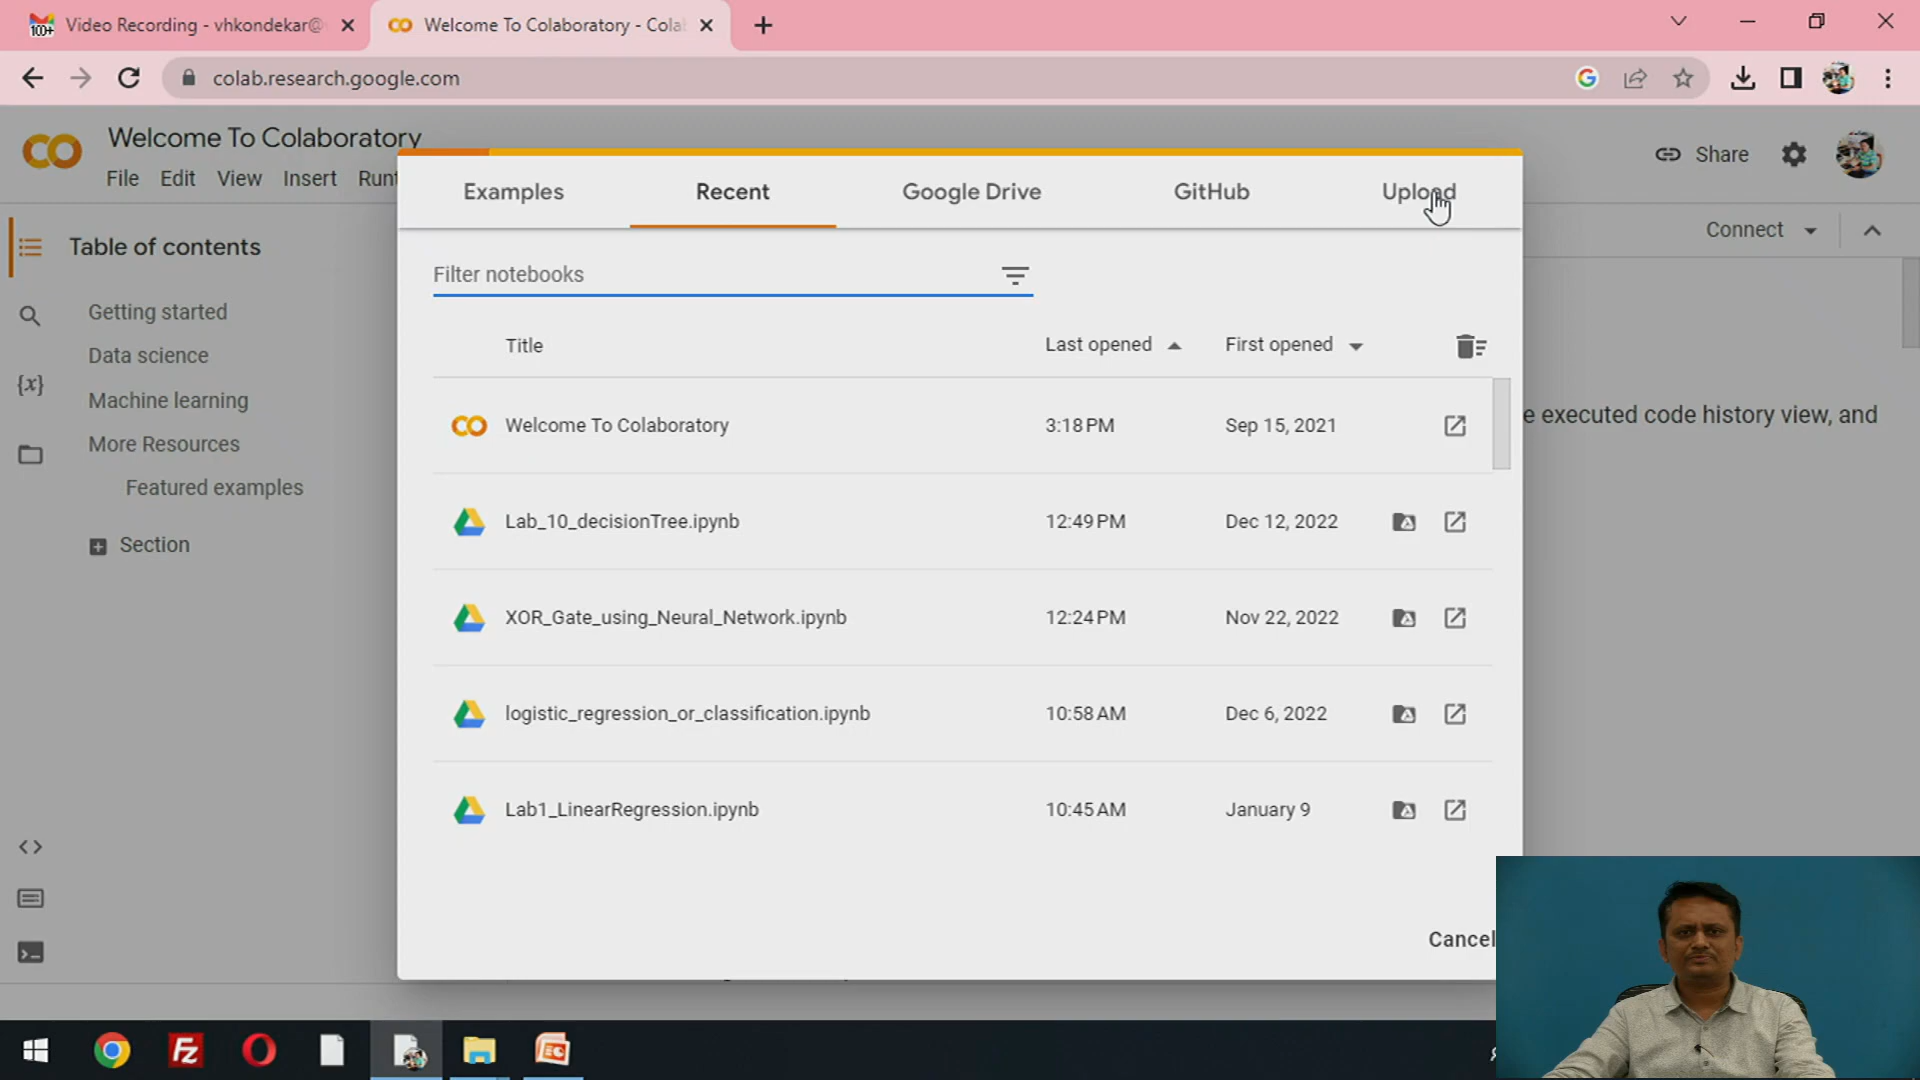 100+ Video Recording - vhkondekar@
Welcome To Colaboratory - Cola
colab.research.google.com
Welcome To Colaboratory
File Edit View Insert Runt
Share
Examples Recent Google Drive GitHub Upload
Connect
Table of contents
Getting started
Data science
Machine learning
More Resources
Featured examples
Section
Filter notebooks
Title Last opened First opened
Welcome To Colaboratory 3:18 PM Sep 15, 2021
e executed code history view, and
Lab_10_decisionTree.ipynb 12:49 PM Dec 12, 2022
XOR_Gate_using_Neural_Network.ipynb 12:24 PM Nov 22, 2022
logistic_regression_or_classification.ipynb 10:58 AM Dec 6, 2022
Lab1_LinearRegression.ipynb 10:45 AM January 9
Cancel